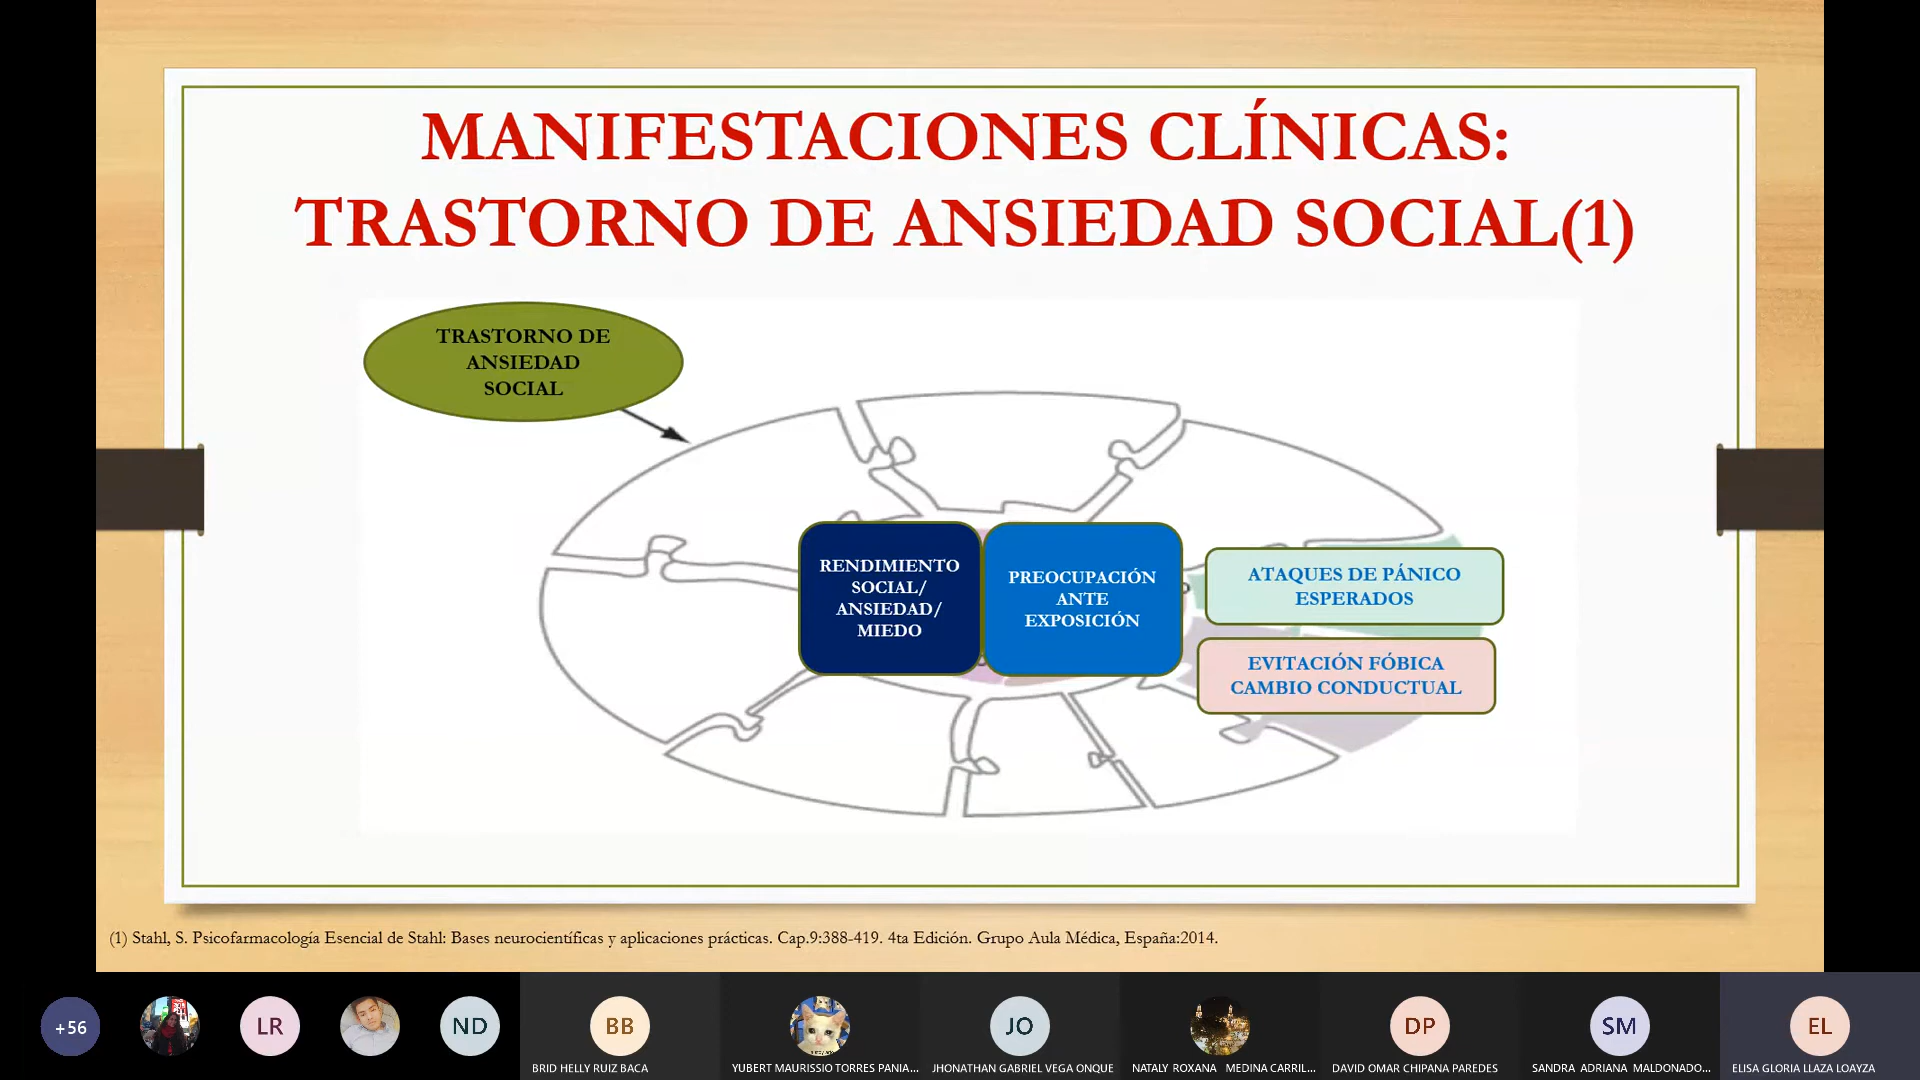 MANIFESTACIONES CLÍNICAS:
TRASTORNO DE ANSIEDAD SOCIAL(1)
TRASTORNO DE
ANSIEDAD
SOCIAL
RENDIMIENTO
SOCIAL/
ANSIEDAD/
MIEDO
PREOCUPACIÓN
ANTE
EXPOSICIÓN
ATAQUES DE PÁNICO
ESPERADOS
EVITACIÓN FÓBICA
CAMBIO CONDUCTUAL
(1) Stahl, S. Psicofarmacología Esencial de Stahl: Bases neurocientíficas y aplicaciones prácticas. Cap.9:388-419. 4ta Edición. Grupo Aula Médica, España:2014.
+56
LR
ND
BB
JO
DP
SM
EL
BRID HELLY RUIZ BACA
YUBERT MAURISSIO TORRES PANIA...
JHONATHAN GABRIEL VEGA ONQUE
NATALY ROXANA MEDINA CARRIL...
DAVID OMAR CHIPANA PAREDES
SANDRA ADRIANA MALDONADO...
ELISA GLORIA LLAZA LOAYZA